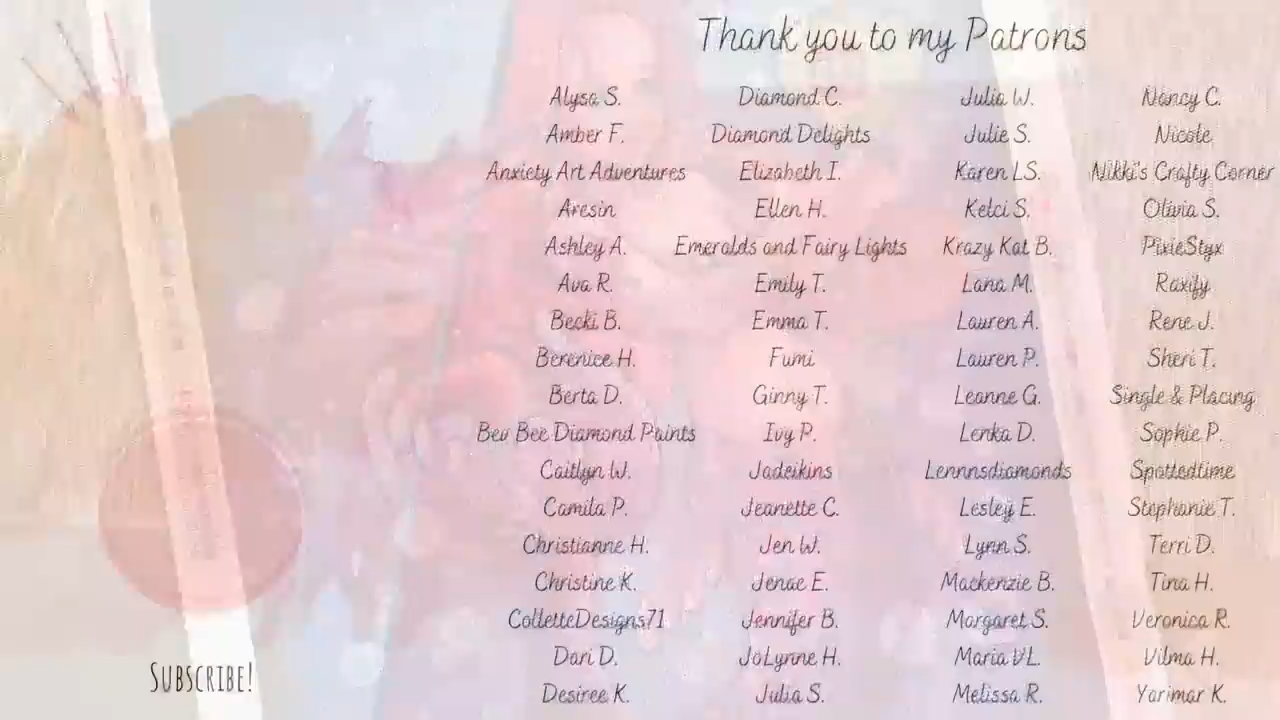 Thank you to my Patrons
Alysa S.
Amber F.
Anxiety Art Adventures
Aresin
Ashley A.
Ava R.
Becki B.
Berenice H.
Berta D.
Bev Bee Diamond Paints
Caitlyn W.
Camila P.
Christianne H.
Christine K.
ColletteDesigns71
Dari D.
Desiree K.
Diamond C.
Diamond Delights
Elizabeth I.
Ellen H.
Emeralds and Fairy Lights
Emily T.
Emma T.
Fumi
Ginny T.
Ivy P.
Jadeikins
Jeanette C.
Jen W.
Jenae E.
Jennifer B.
JoLynne H.
Julia S.
Julia W.
Julie S.
Karen LS.
Kelci S.
Krazy Kat B.
Lana M.
Lauren A.
Lauren P.
Leanne G.
Lenka D.
Lennnsdiamonds
Lesley E.
Lynn S.
Mackenzie B.
Margaret S.
Maria VL.
Melissa R.
Nancy C.
Nicole
Nikki's Crafty Corner
Olivia S.
PixieStyx
Raxify
Rene J.
Sheri T.
Single & Placing
Sophie P.
Spottedtime
Stephanie T.
Terri D.
Tina H.
Veronica R.
Vilma H.
Yarimar K.
SUBSCRIBE!